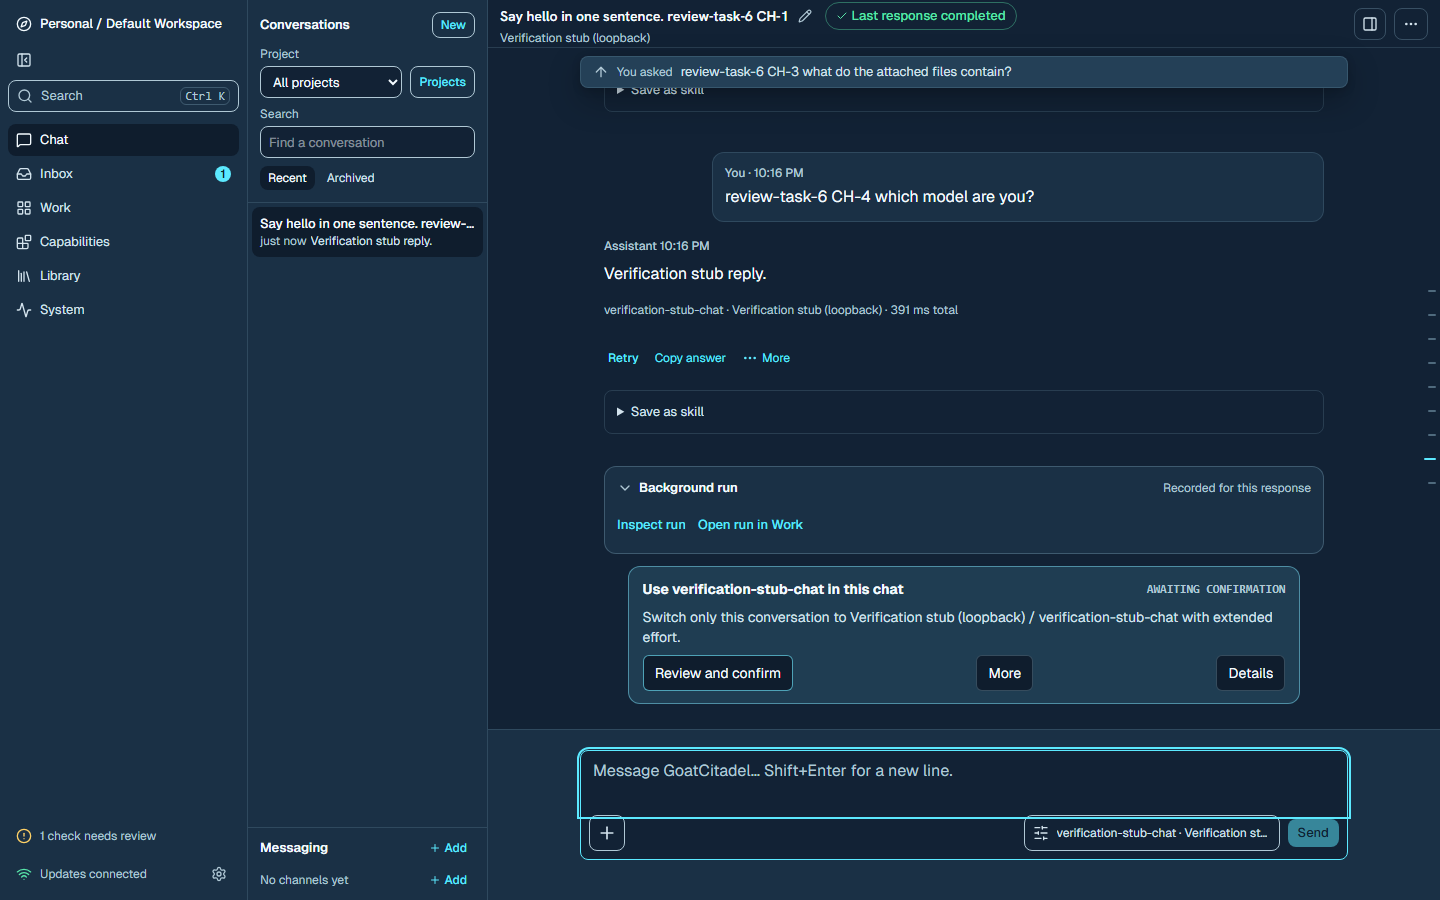 Personal / Default Workspace
Search
Ctrl K
Chat
Inbox
1
Work
Capabilities
Library
System
1 check needs review
Updates connected
Conversations
New
Project
All projects
Projects
Search
Find a conversation
Recent
Archived
Say hello in one sentence. review-...
just now Verification stub reply.
Messaging
+ Add
No channels yet
+ Add
Say hello in one sentence. review-task-6 CH-1
Last response completed
Verification stub (loopback)
You asked review-task-6 CH-3 what do the attached files contain?
Save as skill
You · 10:16 PM
review-task-6 CH-4 which model are you?
Assistant 10:16 PM
Verification stub reply.
verification-stub-chat · Verification stub (loopback) · 391 ms total
Retry
Copy answer
··· More
Save as skill
Background run
Recorded for this response
Inspect run
Open run in Work
Use verification-stub-chat in this chat
AWAITING CONFIRMATION
Switch only this conversation to Verification stub (loopback) / verification-stub-chat with extended
effort.
Review and confirm
More
Details
Message GoatCitadel... Shift+Enter for a new line.
verification-stub-chat · Verification st...
Send